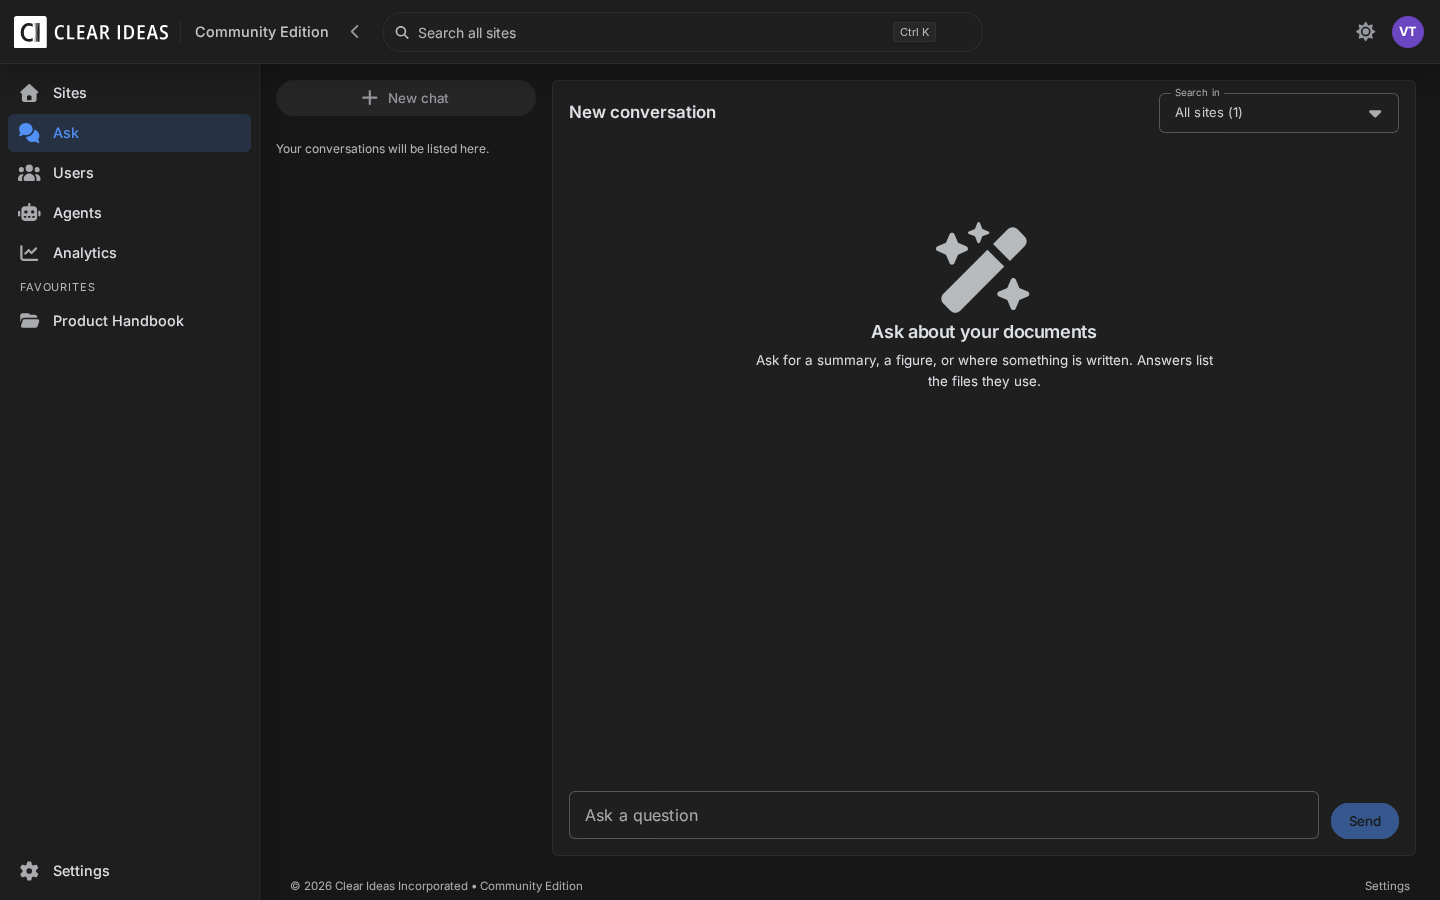 CI CLEAR IDEAS
Community Edition
Search all sites
Ctrl K
VT
Sites
Ask
Users
Agents
Analytics
FAVOURITES
Product Handbook
Settings
New chat
Your conversations will be listed here.
New conversation
Search in
All sites (1)
Ask about your documents
Ask for a summary, a figure, or where something is written. Answers list
the files they use.
Ask a question
Send
© 2026 Clear Ideas Incorporated • Community Edition
Settings